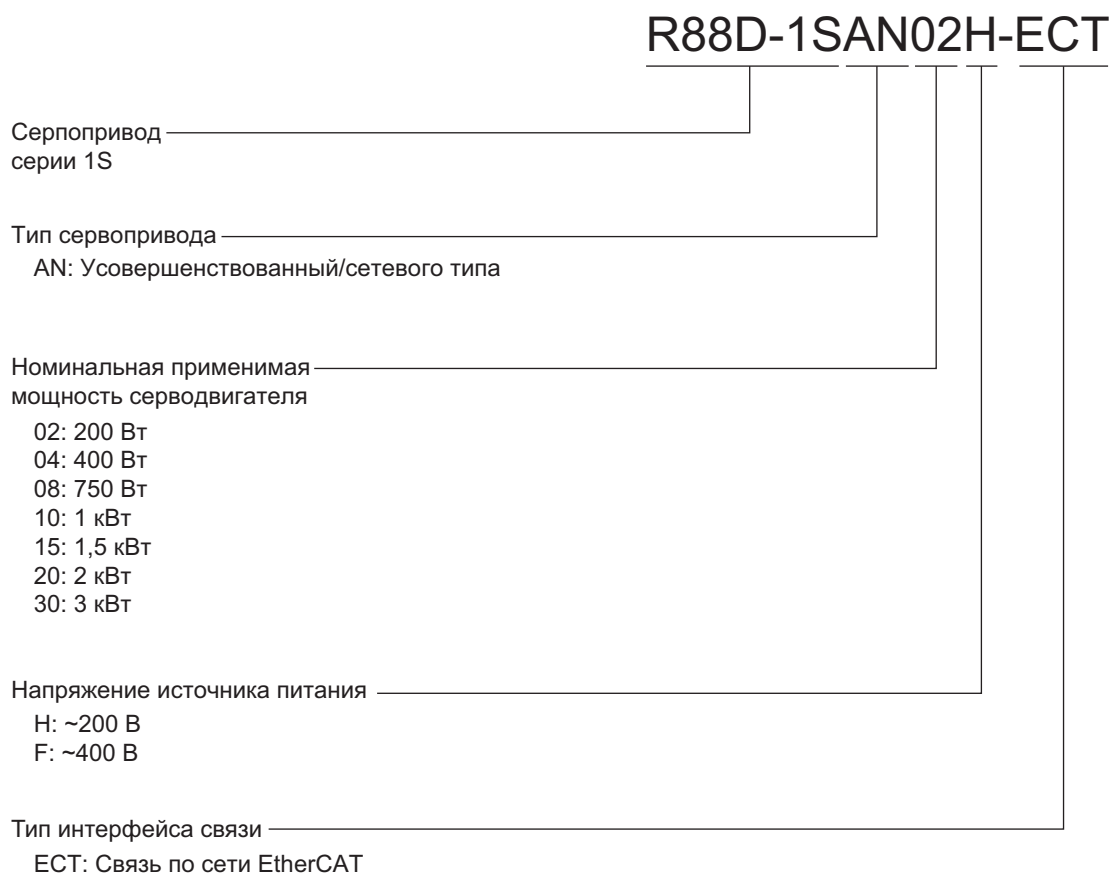 R88D-1SAN02H-ECT
Серпопривод
серии 1S
Тип сервопривода
AN: Усовершенствованный/сетевого типа
Номинальная применимая
мощность серводвигателя
02: 200 Вт
04: 400 Вт
08: 750 Вт
10: 1 кВт
15: 1,5 кВт
20: 2 кВт
30: 3 кВт
Напряжение источника питания
H: ~200 В
F: ~400 В
Тип интерфейса связи
ECT: Связь по сети EtherCAT